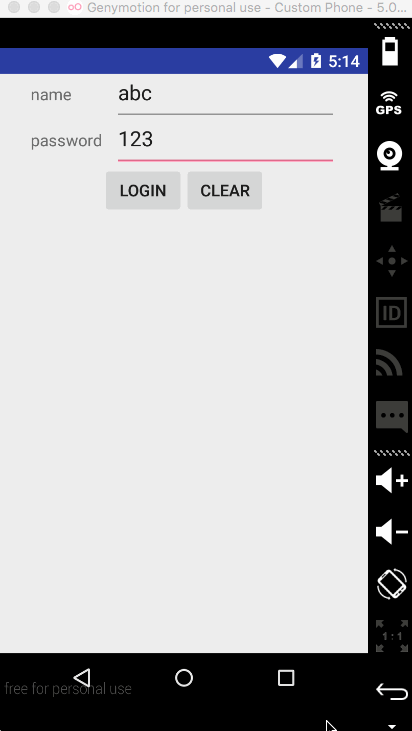 Genymotion for personal use - Custom Phone - 5.0...
5:14
name abc
password 123
LOGIN CLEAR
GPS
ID
1:1
free for personal use